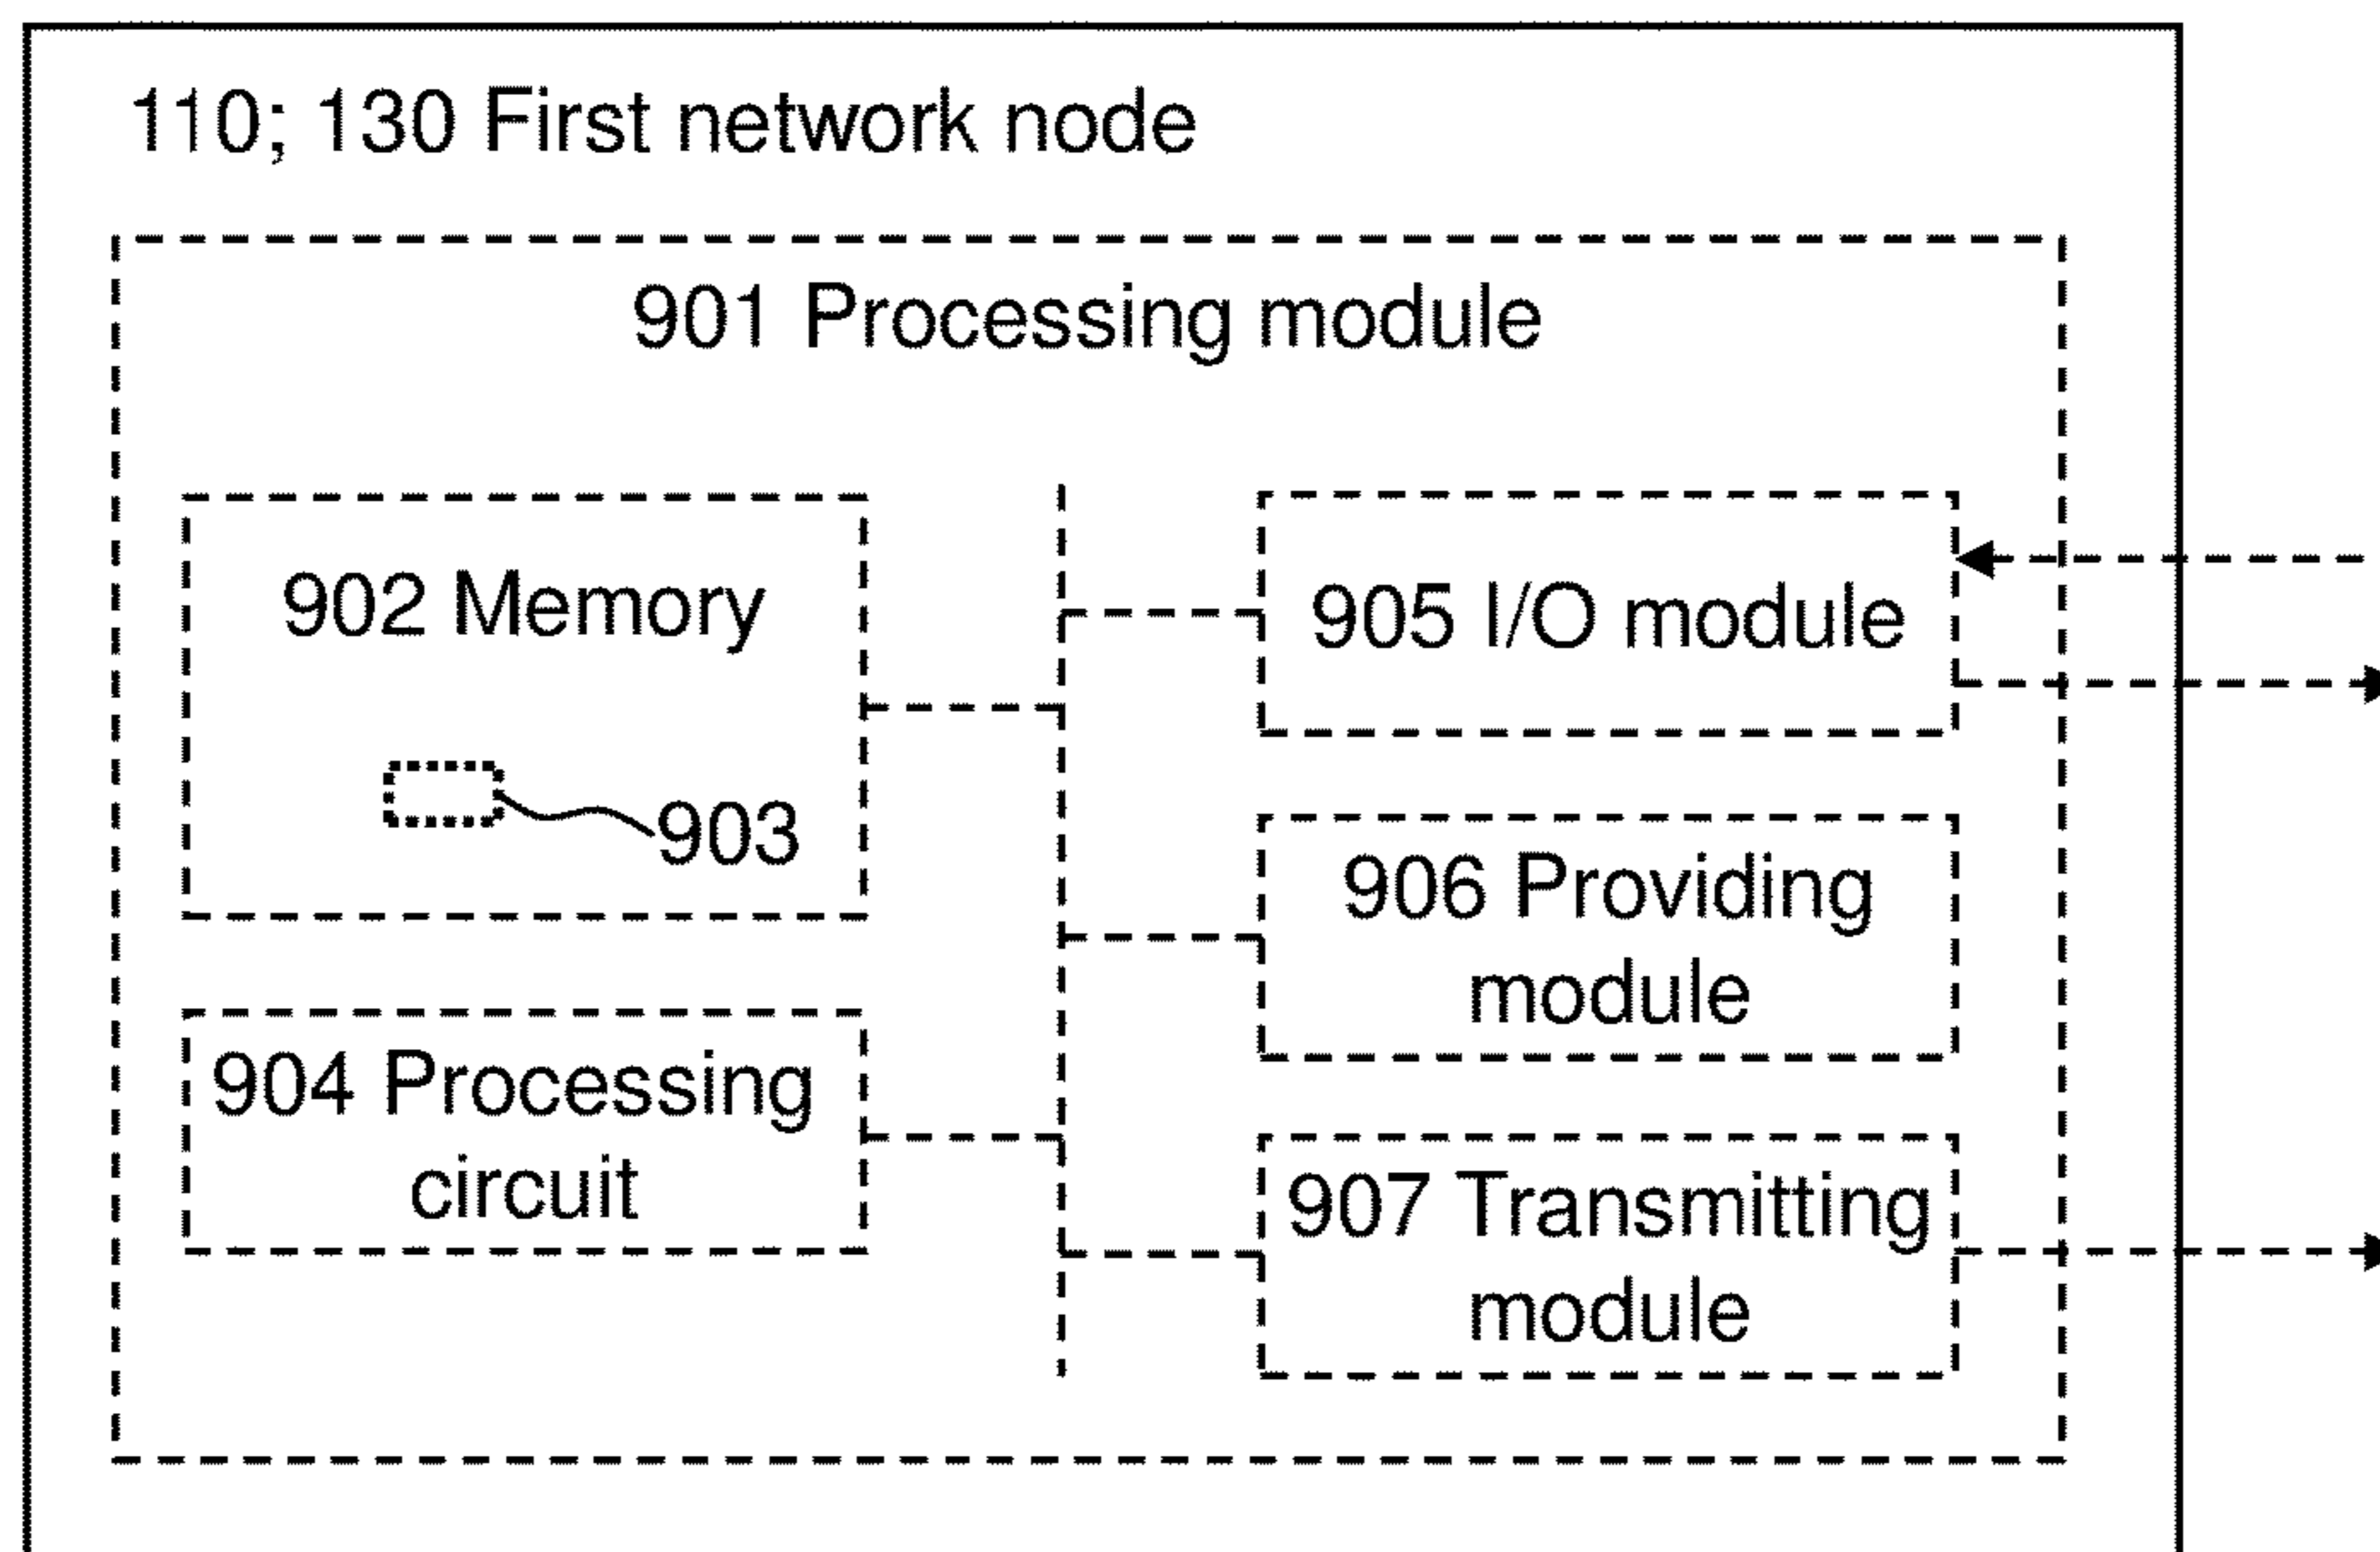 110; 130 First network node
901 Processing module
902 Memory
903
904 Processing
circuit
905 I/O module
906 Providing
module
907 Transmitting
module